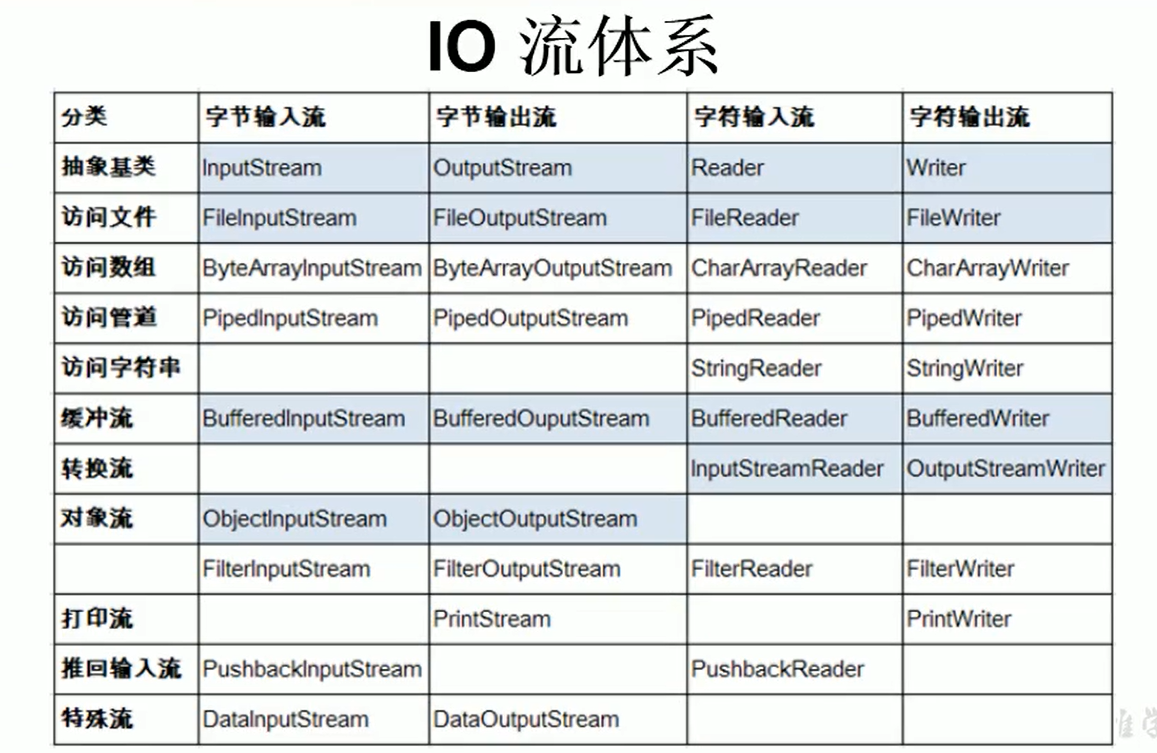 IO 流体系
分类 字节输入流 字节输出流 字符输入流 字符输出流
抽象基类 InputStream OutputStream Reader Writer
访问文件 FileInputStream FileOutputStream FileReader FileWriter
访问数组 ByteArrayInputStream ByteArrayOutputStream CharArrayReader CharArrayWriter
访问管道 PipedInputStream PipedOutputStream PipedReader PipedWriter
访问字符串 StringReader StringWriter
缓冲流 BufferedInputStream BufferedOuputStream BufferedReader BufferedWriter
转换流 InputStreamReader OutputStreamWriter
对象流 ObjectInputStream ObjectOutputStream
FilterInputStream FilterOutputStream FilterReader FilterWriter
打印流 PrintStream PrintWriter
推回输入流 PushbackInputStream PushbackReader
特殊流 DataInputStream DataOutputStream